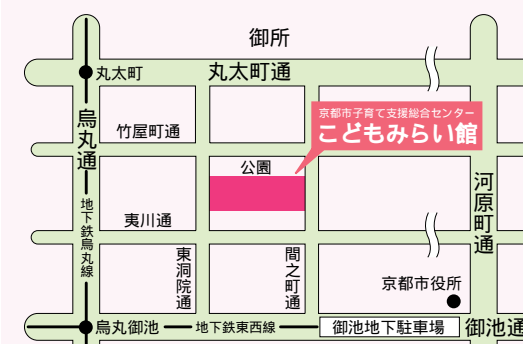 御所
丸太町
丸太町通
烏丸通
竹屋町通
京都市子育て支援総合センター
こどもみらい館
公園
河原町通
地下鉄烏丸線
夷川通
東洞院通
間之町通
京都市役所
烏丸御池
地下鉄東西線
御池地下駐車場
御池通